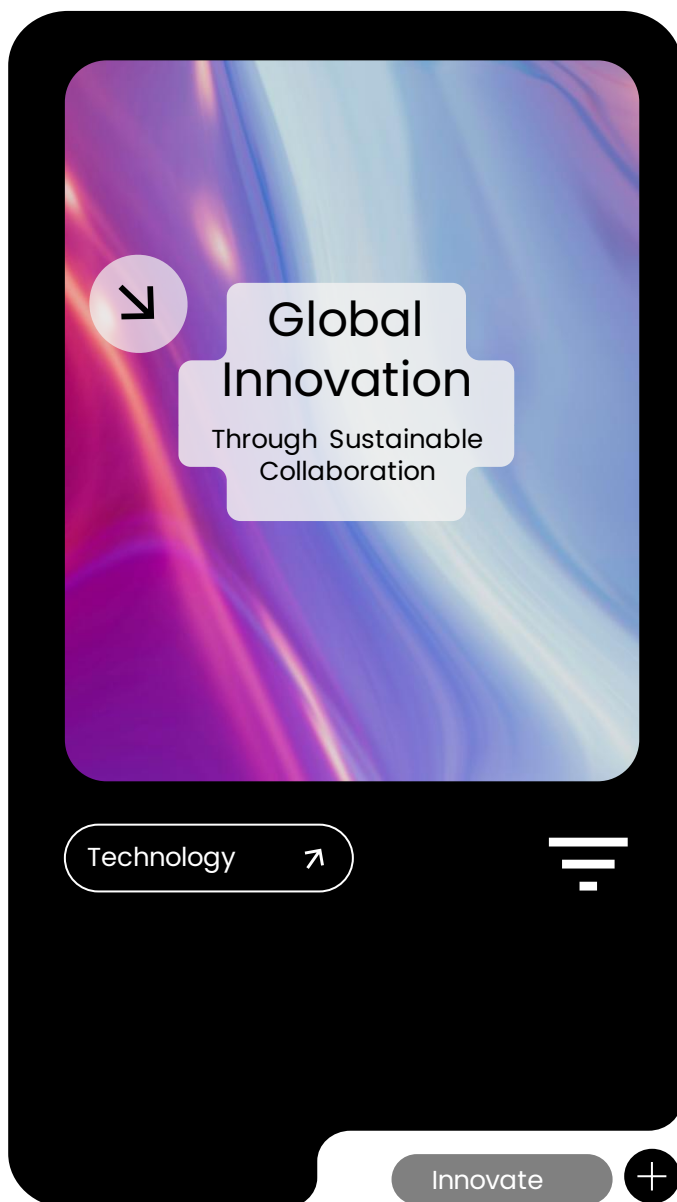 Global
Innovation
Through Sustainable
Collaboration
Technology
Innovate